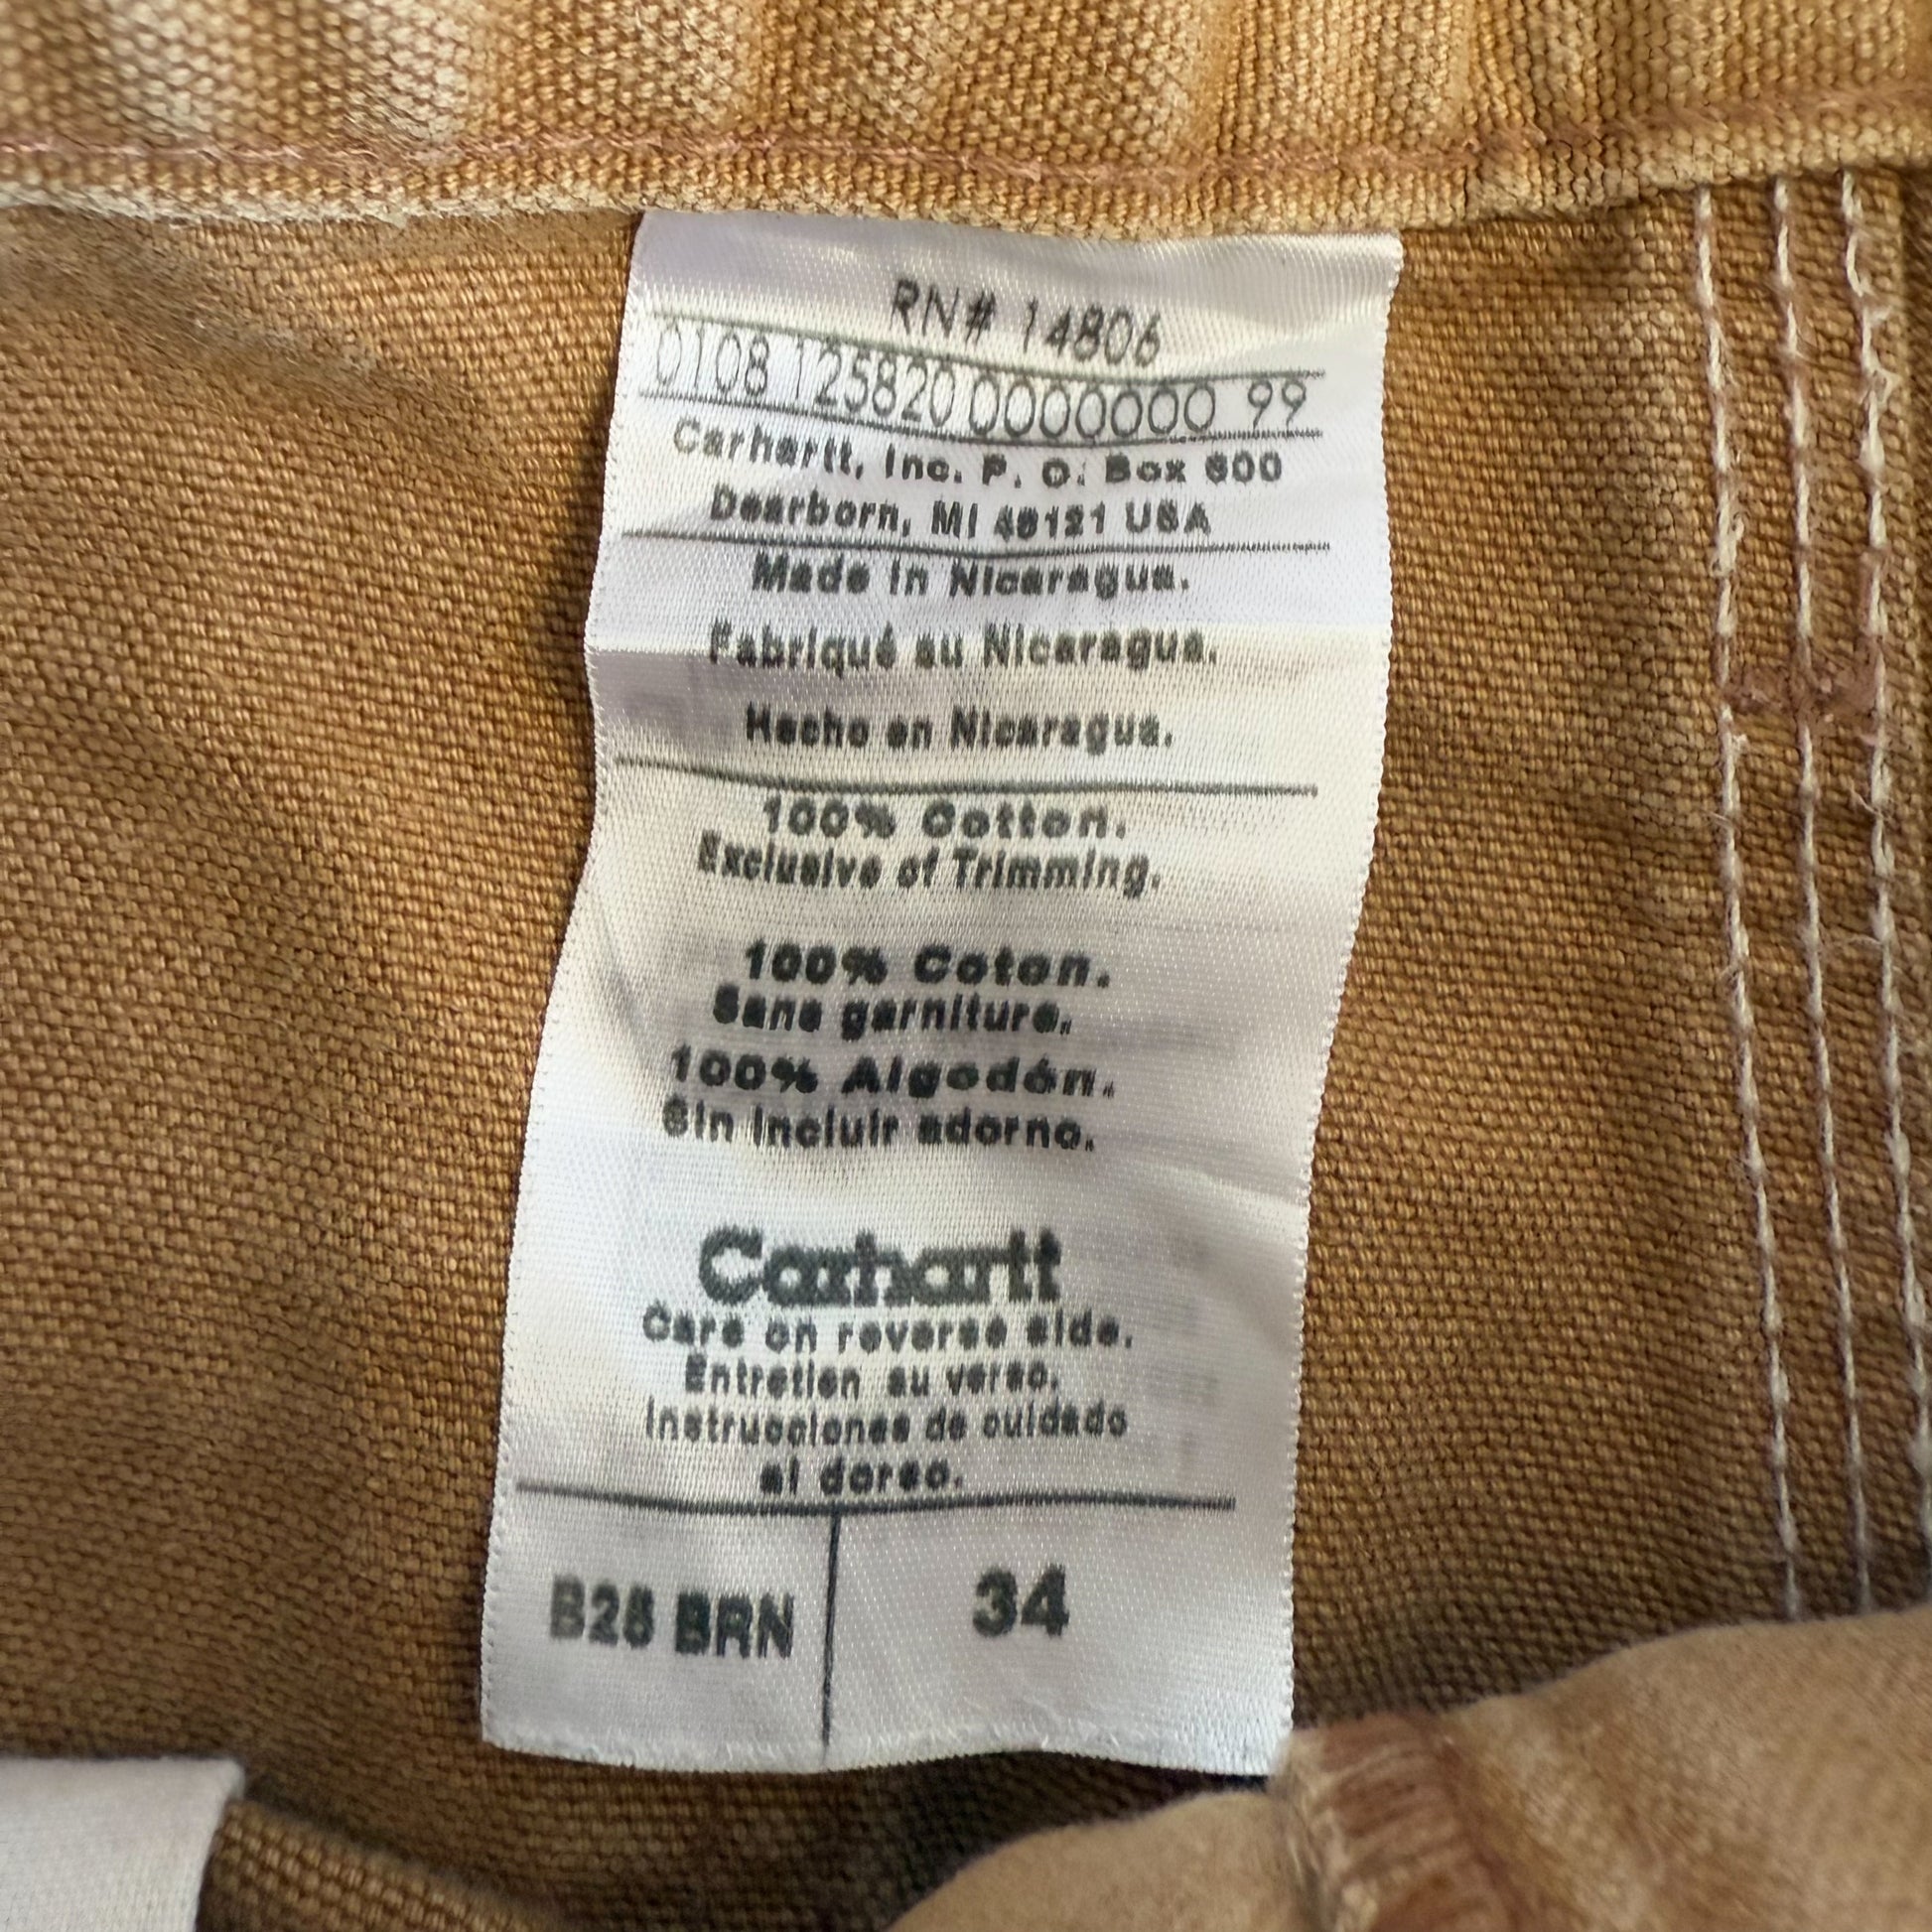 RN# 14806
0108 125820 0000000 99
Carhartt, Inc. P. O. Box 600
Dearborn, MI 48121 USA
Made in Nicaragua.
Fabriqué au Nicaragua.
Hecho en Nicaragua.
100% Cotton.
Exclusive of Trimming.
100% Coton.
Sans garniture.
100% Algodón.
Sin incluir adorno.
Carhartt
Care on reverse side.
Entretien au verso.
Instrucciones de cuidado
al dorso.
BRN 34